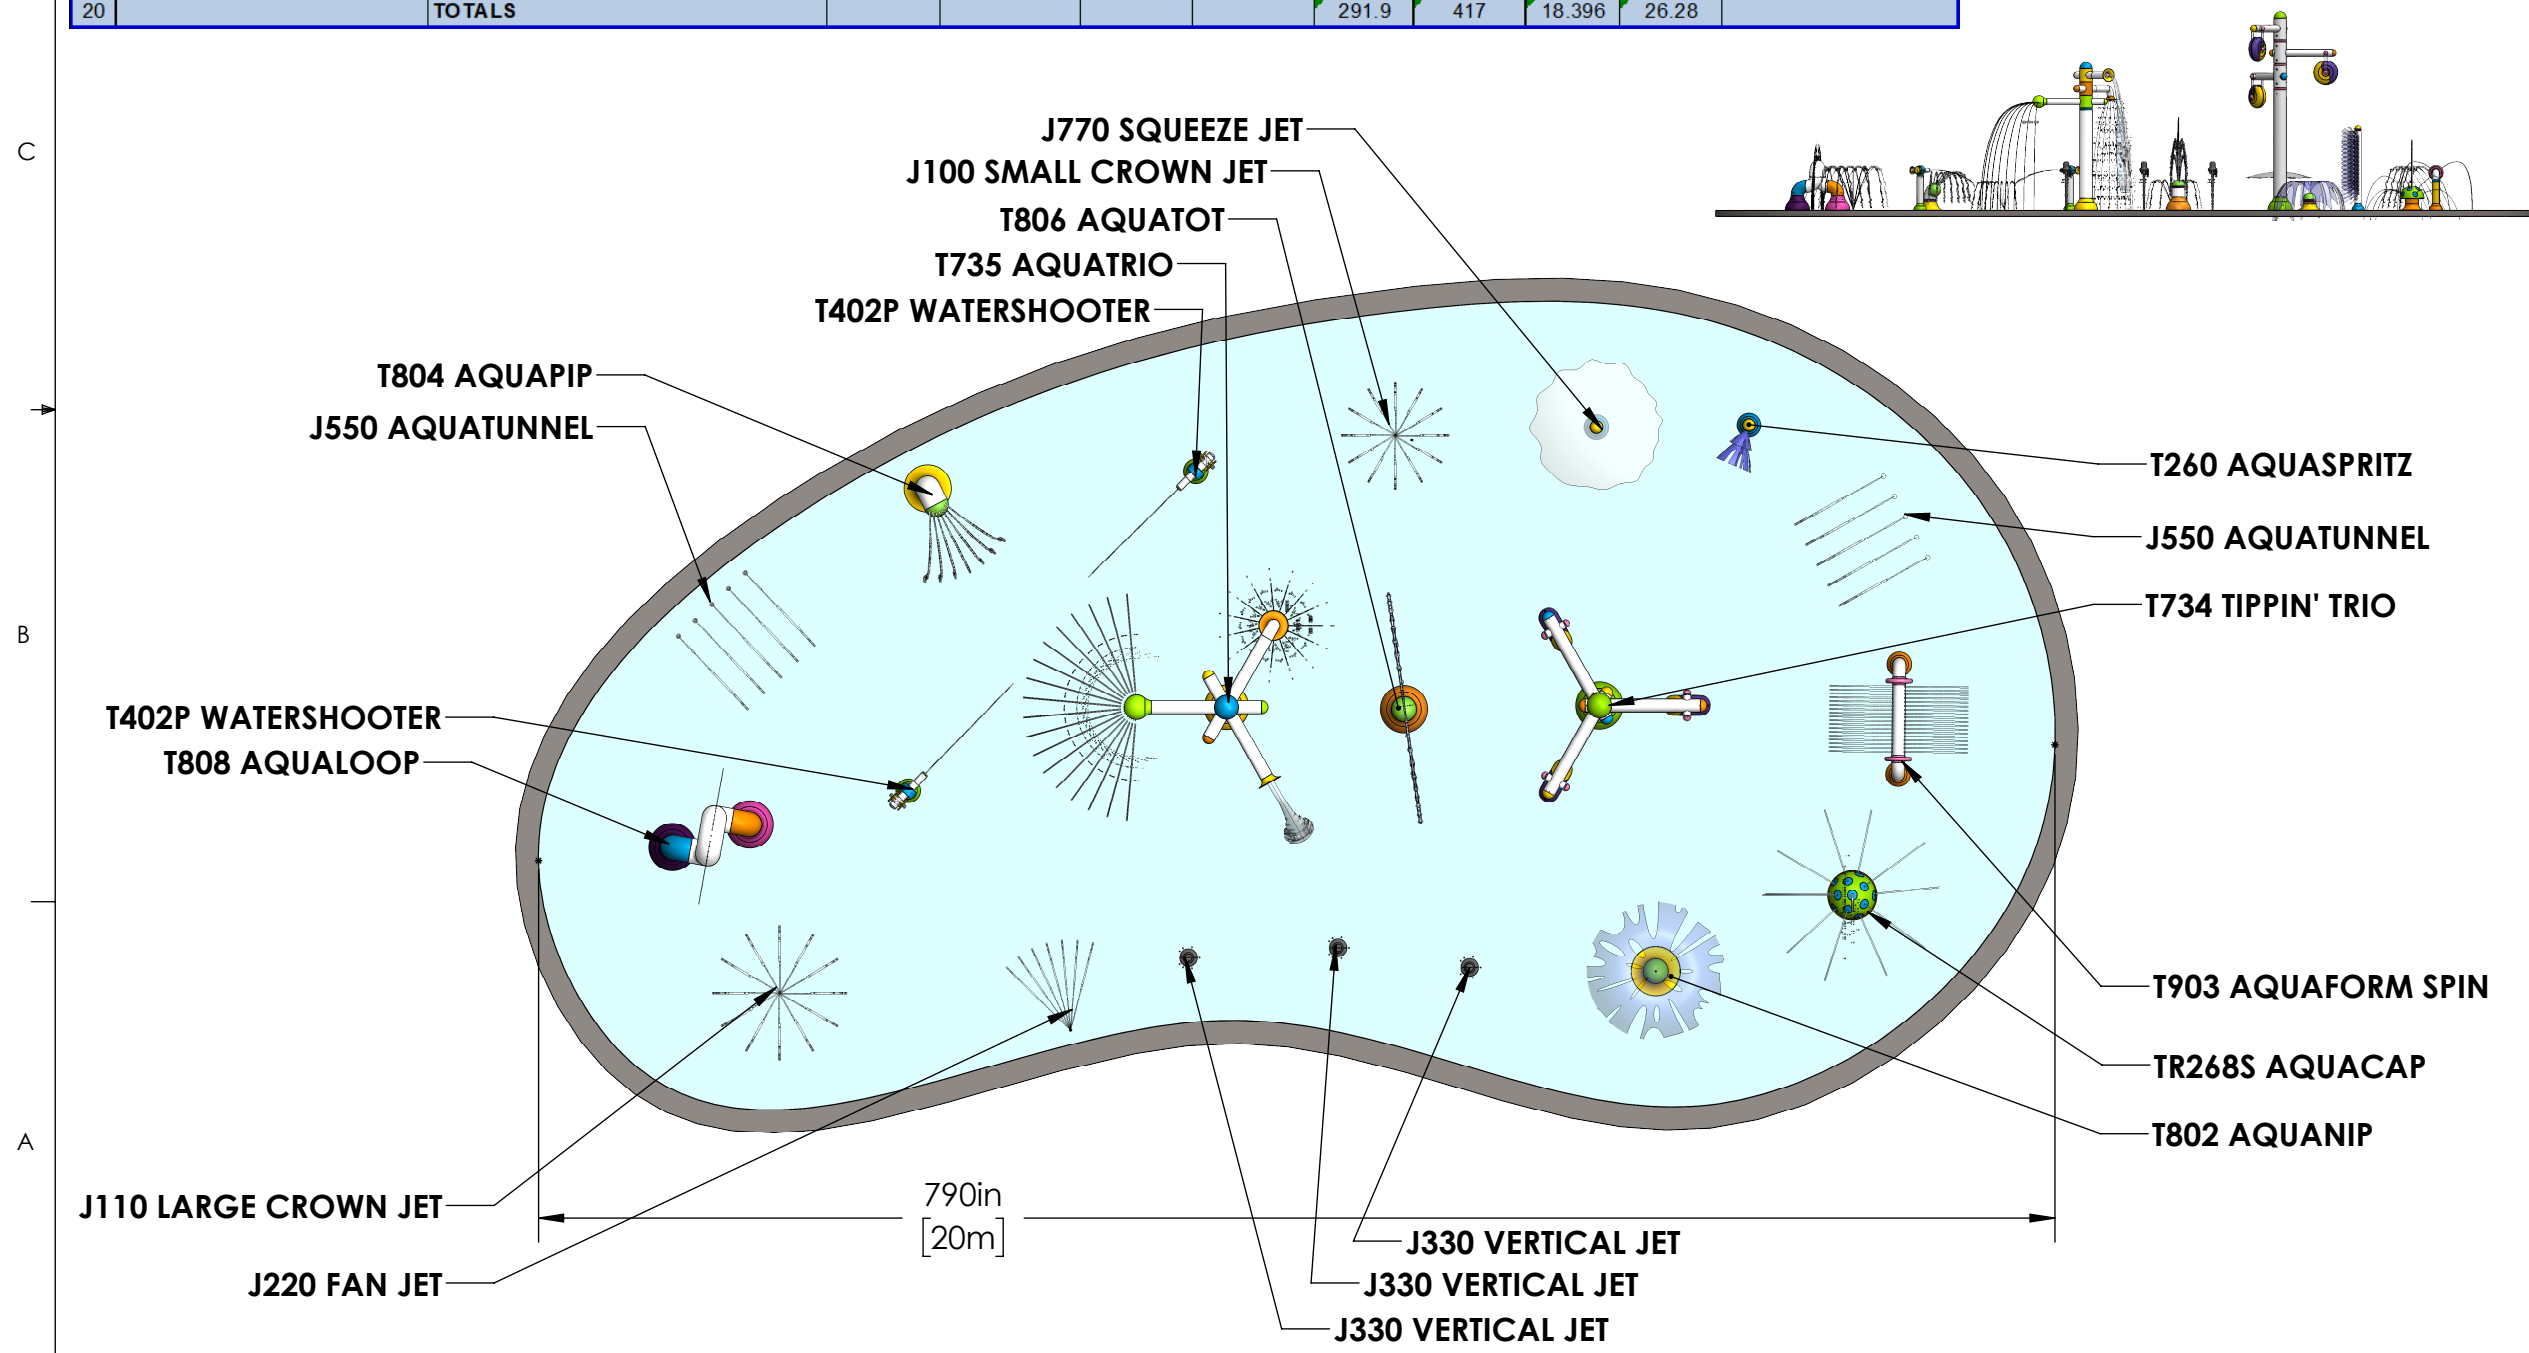 20 TOTALS 291.9 417 18.396 26.28
C
J770 SQUEEZE JET
J100 SMALL CROWN JET
T806 AQUATOT
T735 AQUATRIO
T402P WATERSHOOTER
T804 AQUAPIP
J550 AQUATUNNEL
T260 AQUASPRITZ
J550 AQUATUNNEL
T734 TIPPIN' TRIO
B
T402P WATERSHOOTER
T808 AQUALOOP
T903 AQUAFORM SPIN
TR268S AQUACAP
T802 AQUANIP
A
J110 LARGE CROWN JET
790in
[20m]
J220 FAN JET
J330 VERTICAL JET
J330 VERTICAL JET
J330 VERTICAL JET